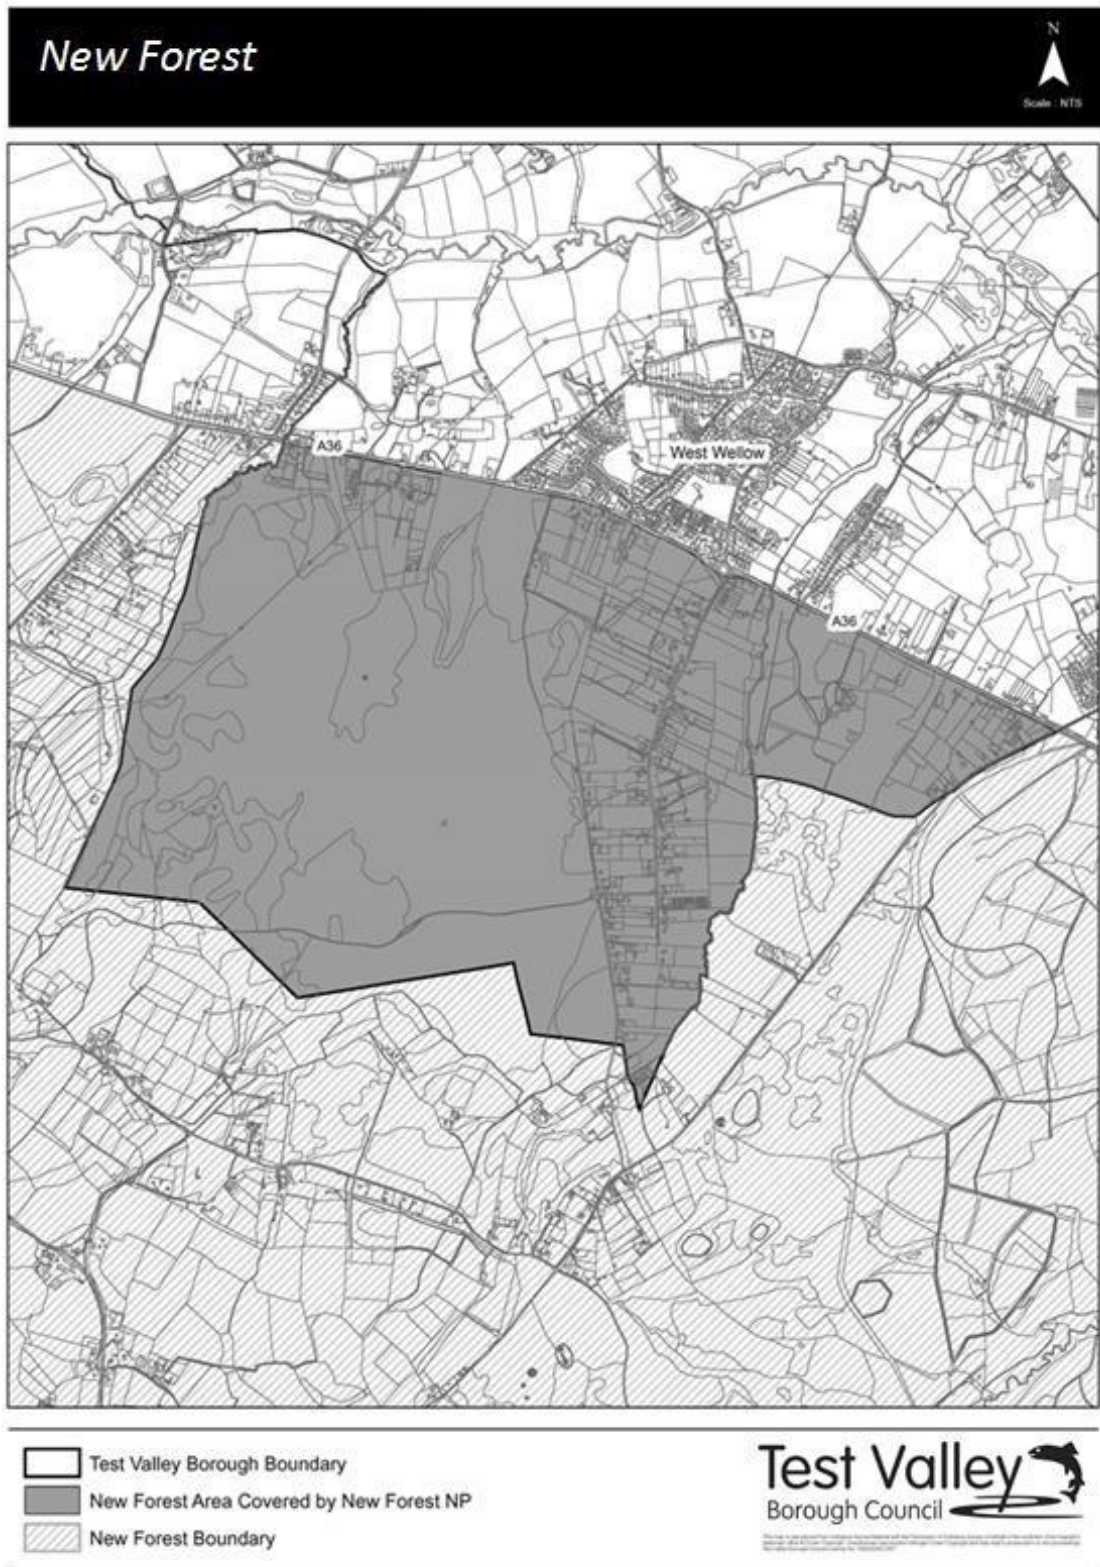 New Forest
N
Scale : NTS
A36
West Wellow
A36
Test Valley Borough Boundary
New Forest Area Covered by New Forest NP
New Forest Boundary
Test Valley
Borough Council